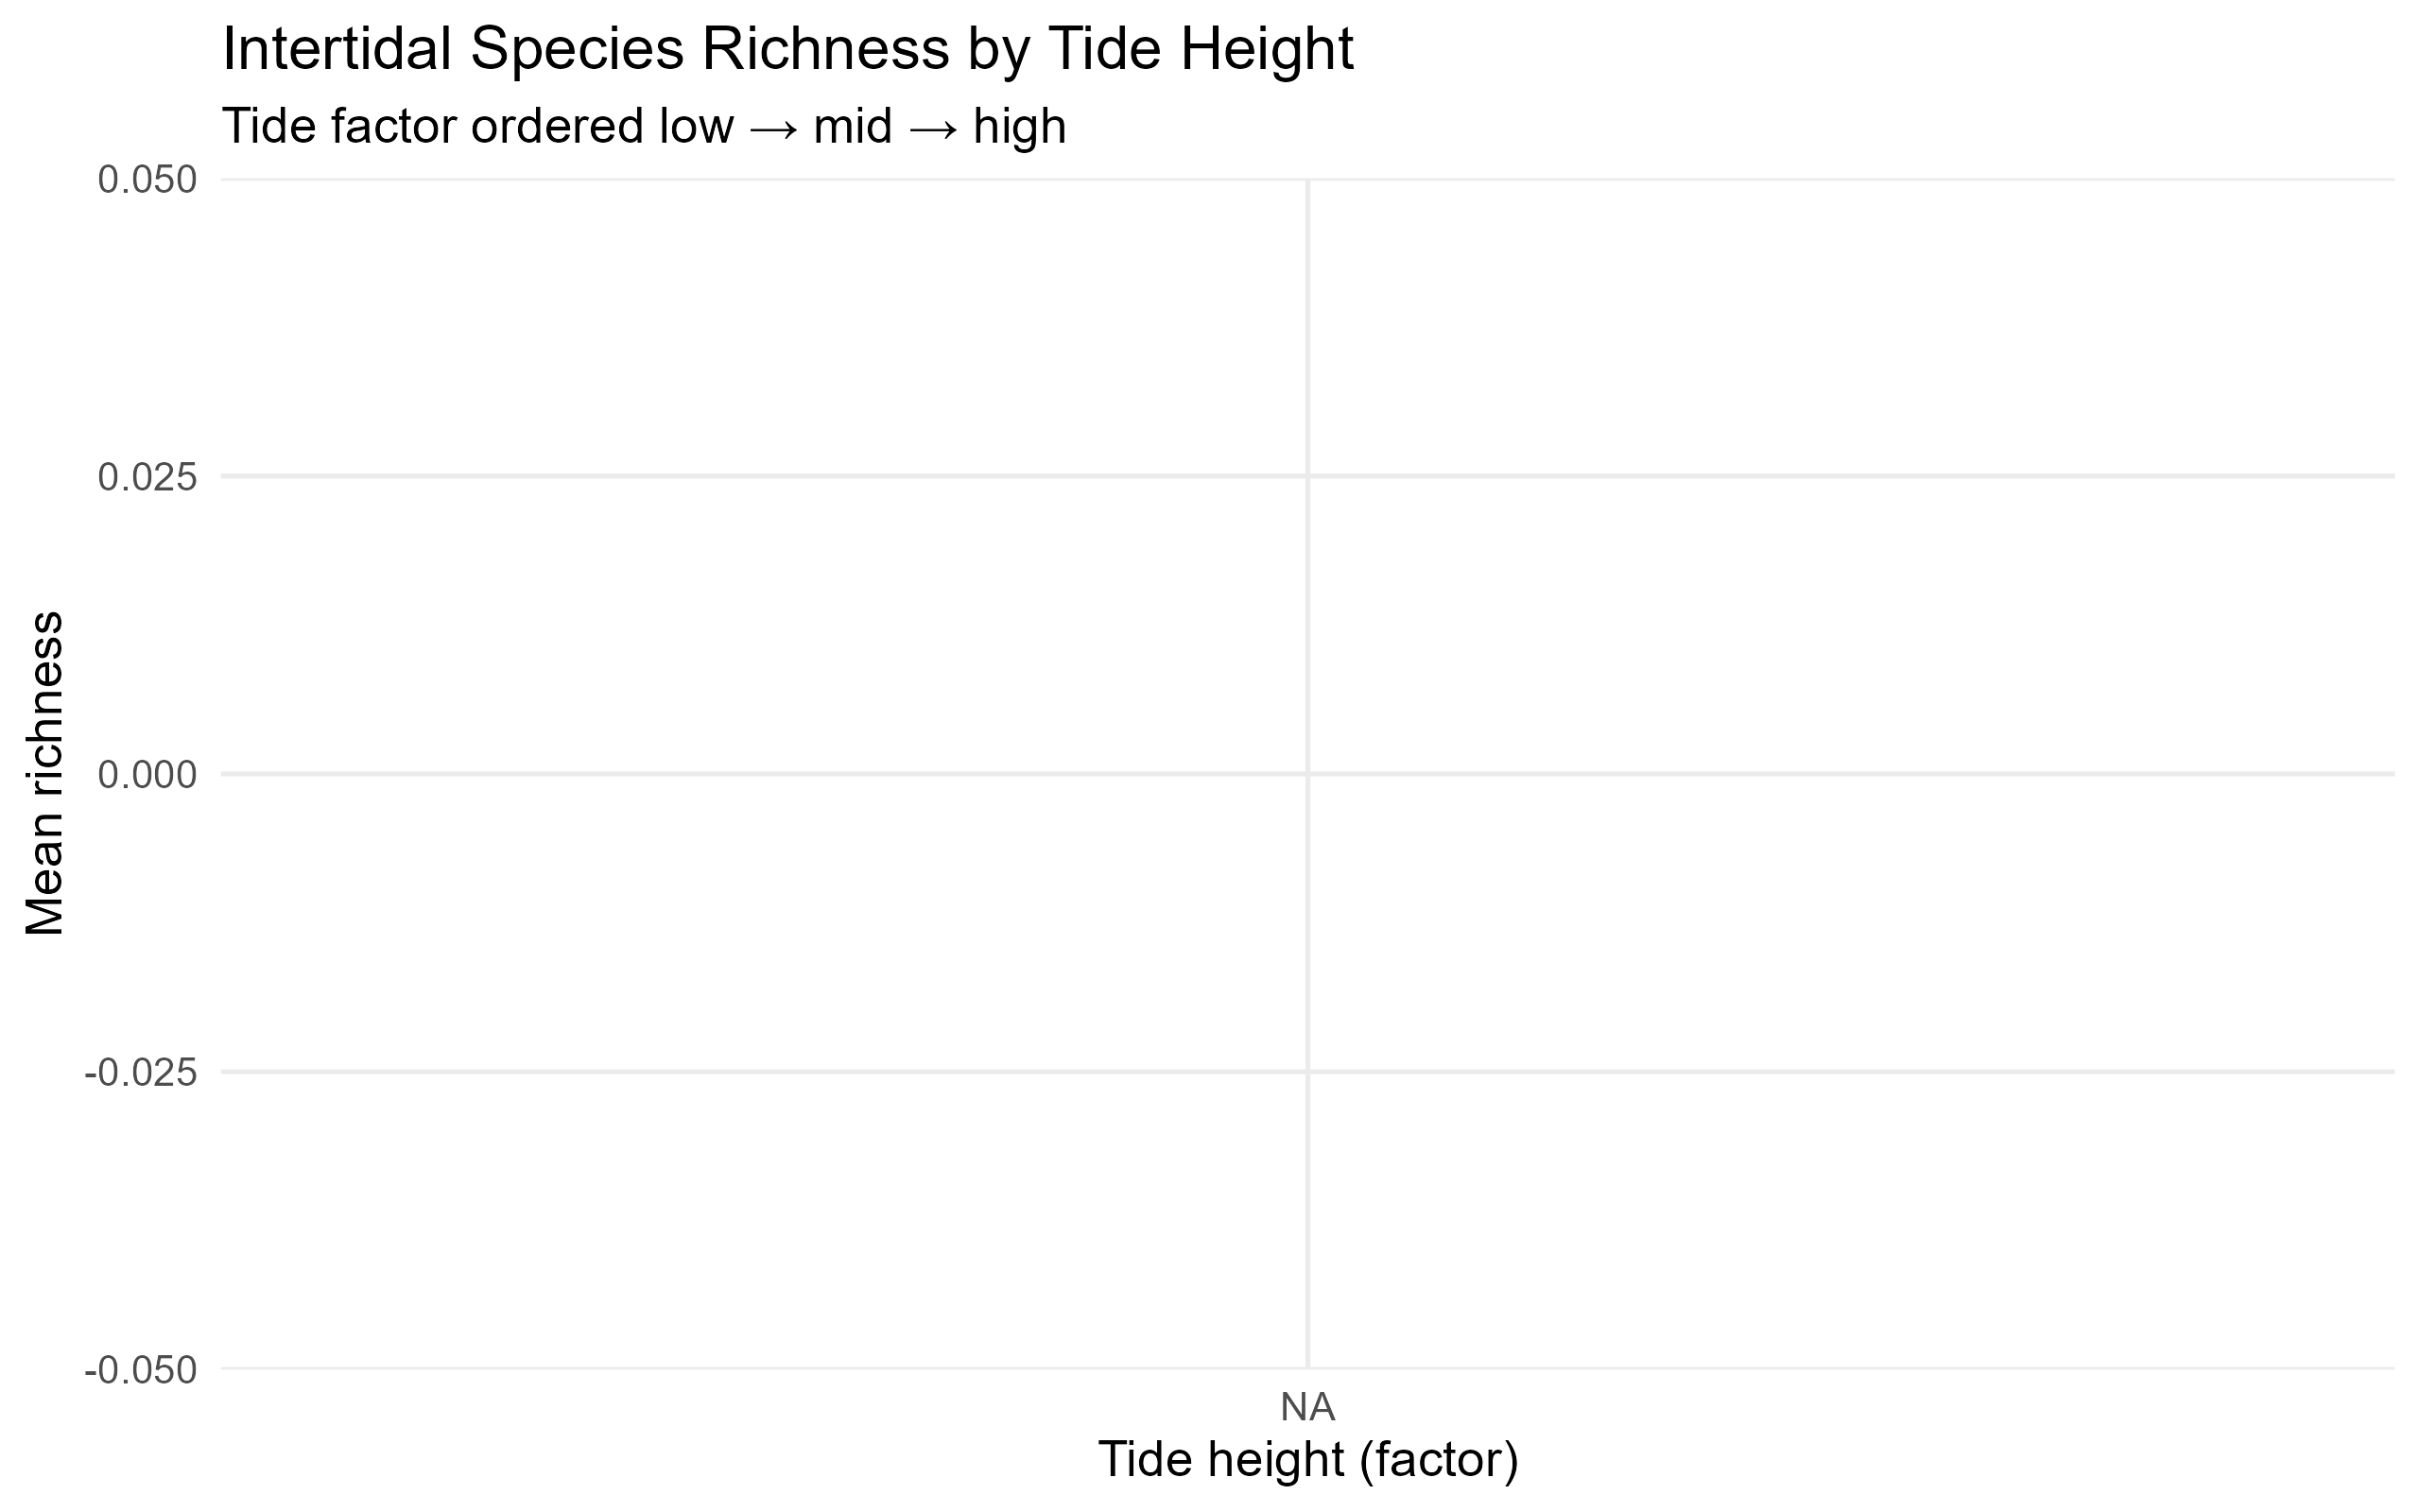 Intertidal Species Richness by Tide Height
Tide factor ordered low → mid → high
0.050
0.025
0.000
-0.025
-0.050
Mean richness
NA
Tide height (factor)